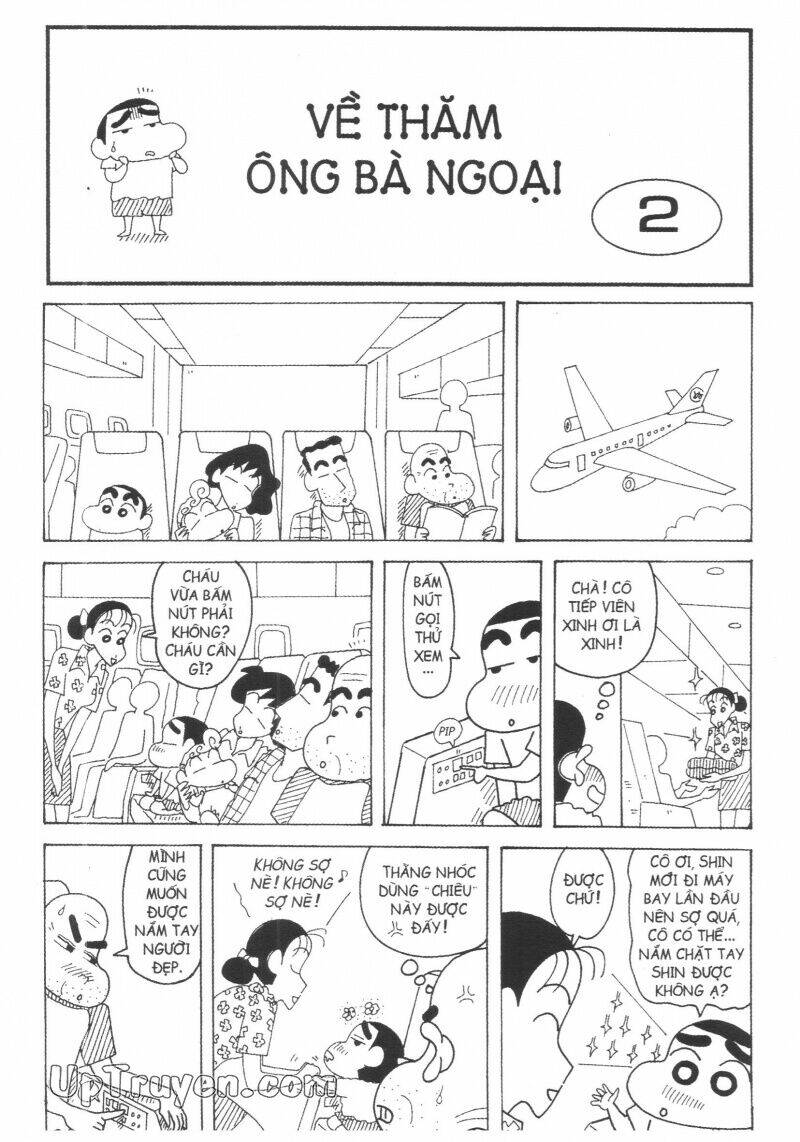 VỀ THĂM
ÔNG BÀ NGOẠI
2
CHÀ! CÔ
TIẾP VIÊN
XINH ƠI LÀ
XINH!
BẤM
NÚT
GỌI
THỬ
XEM
...
PIP
CHÁU
VỪA BẤM
NÚT PHẢI
KHÔNG?
CHÁU CẦN
GÌ?
CÔ ƠI, SHIN
MỚI ĐI MÁY
BAY LẦN ĐẦU
NÊN SỢ QUÁ,
CÔ CÓ THỂ...
NẮM CHẶT TAY
SHIN ĐƯỢC
KHÔNG Ạ?
ĐƯỢC
CHỨ!
THẰNG NHÓC
DÙNG "CHIÊU"
NÀY ĐƯỢC
ĐẤY!
KHÔNG SỢ
NÈ! KHÔNG
SỢ NÈ!
MÌNH
CŨNG
MUỐN
ĐƯỢC
NẮM TAY
NGƯỜI
ĐẸP.
UpTruyen.com